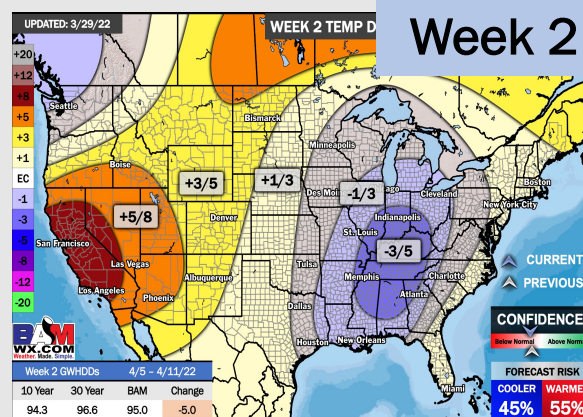 UPDATED: 3/29/22
WEEK 2 TEMP D
Week 2
+20
+12
+8
+5
+3
+1
EC
-1
-3
-5
-8
-12
-20
Seattle
Bismarck
Minneapolis
Boise
+3/5
+1/3
Des Moi
-1/3
ago
Cleveland
Boston
New York City
+5/8
Denver
Indianapolis
St. Louis
-3/5
San Francisco
Las Vegas
Albuquerque
Tulsa
Memphis
Charlotte
Los Angeles
Phoenix
Dallas
Atlanta
Houston
New Orleans
Miami
CURRENT
PREVIOUS
CONFIDENCE
Below Normal
Above Norm
FORECAST RISK
COOLER
WARME
45%
55%
BAM
WX.COM
Weather. Made. Simple.
Week 2 GWHDDs
4/5 – 4/11/22
10 Year
30 Year
BAM
Change
94.3
96.6
95.0
-5.0